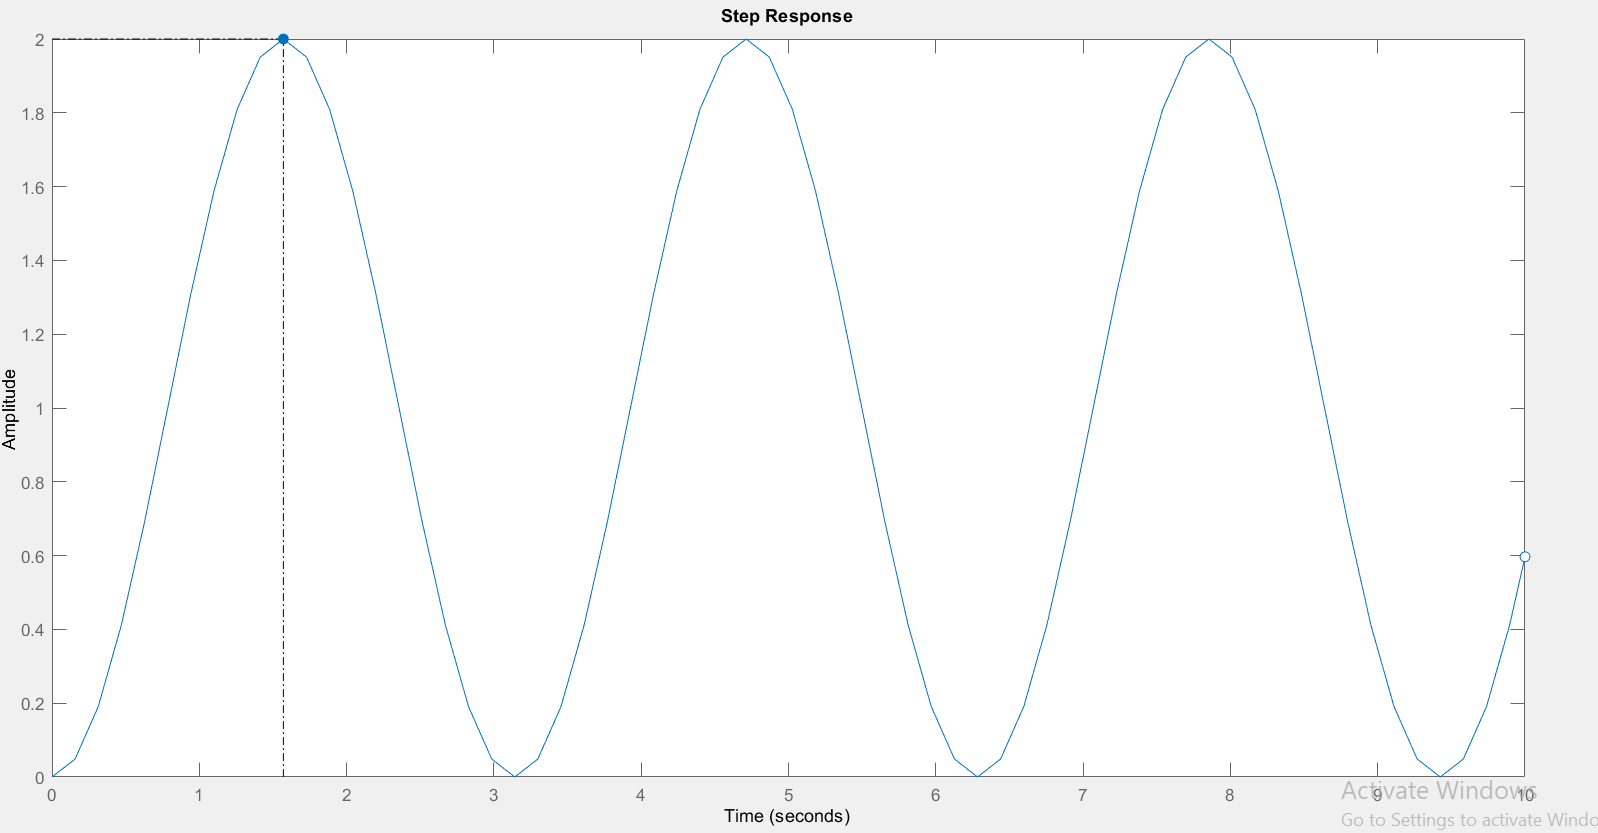 Step Response
2
1.8
1.6
1.4
1.2
1
0.8
0.6
0.4
0.2
0
Amplitude
0 1 2 3 4 5 6 7 8 9 10
Time (seconds)
Activate Windows
Go to Settings to activate Windo